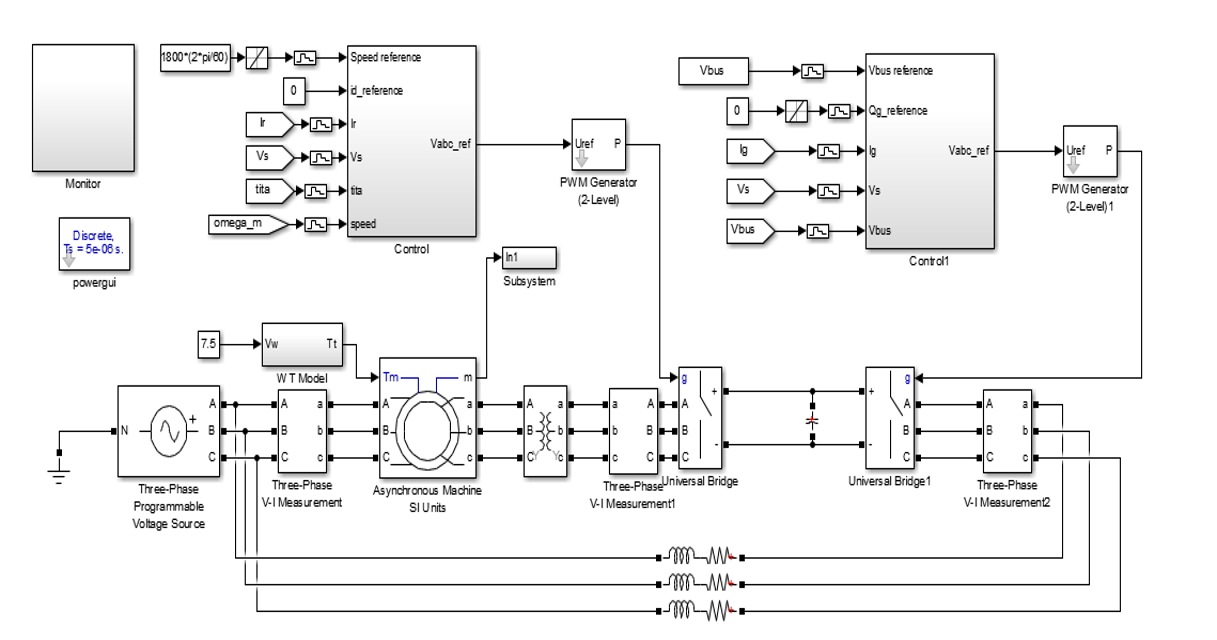 1800*(2*pi/60)
Speed reference
0
id_reference
Ir
Ir
Vs
Vs
tita
tita
omega_m
speed
Vabc_ref
Control
Monitor
Discrete,
Ts = 5e-06 s.
powergui
Uref
P
PWM Generator
(2-Level)
In1
Subsystem
Vbus
Vbus reference
0
Qg_reference
Ig
Ig
Vs
Vs
Vbus
Vbus
Vabc_ref
Control1
Uref
P
PWM Generator
(2-Level)1
7.5
Vw
Tt
WT Model
N
A
B
C
+
Three-Phase
Programmable
Voltage Source
A
B
C
a
b
c
Three-Phase
V-I Measurement
Tm
m
A
B
C
a
b
c
Asynchronous Machine
SI Units
A
B
C
a
b
c
Y
Y
a
b
c
A
B
C
Three-Phase
V-I Measurement1
g
A
B
C
+
-
Universal Bridge
+
-
g
A
B
C
Universal Bridge1
A
B
C
a
b
c
Three-Phase
V-I Measurement2